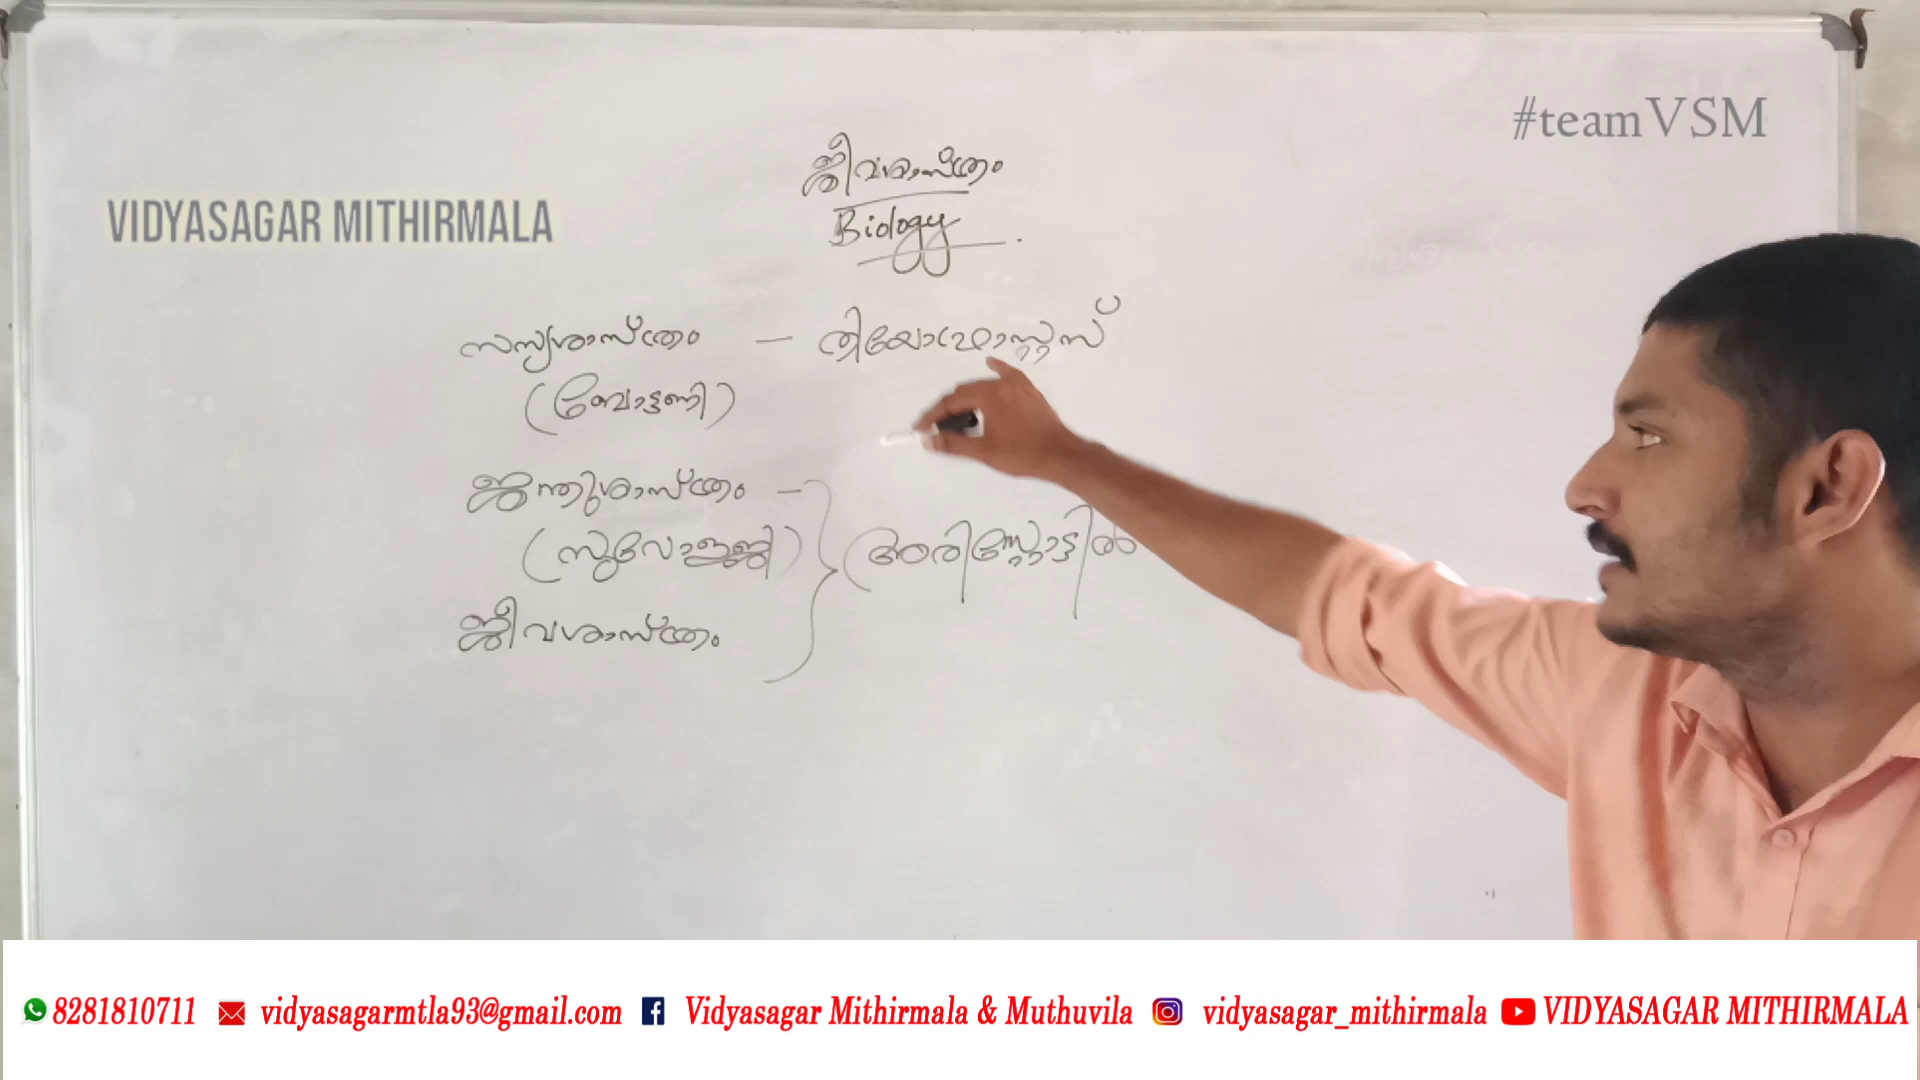 #teamVSM
VIDYASAGAR MITHIRMALA
ജീവശാസ്ത്രം
Biology
സസ്യശാസ്ത്രം — തിയോഫ്രാസ്റ്റസ്
(ബോട്ടണി)
ജന്തുശാസ്ത്രം —
(സുവോളജി)
അരിസ്റ്റോട്ടിൽ
ജീവശാസ്ത്രം
8281810711 vidyasagarmtla93@gmail.com Vidyasagar Mithirmala & Muthuvila vidyasagar_mithirmala VIDYASAGAR MITHIRMALA